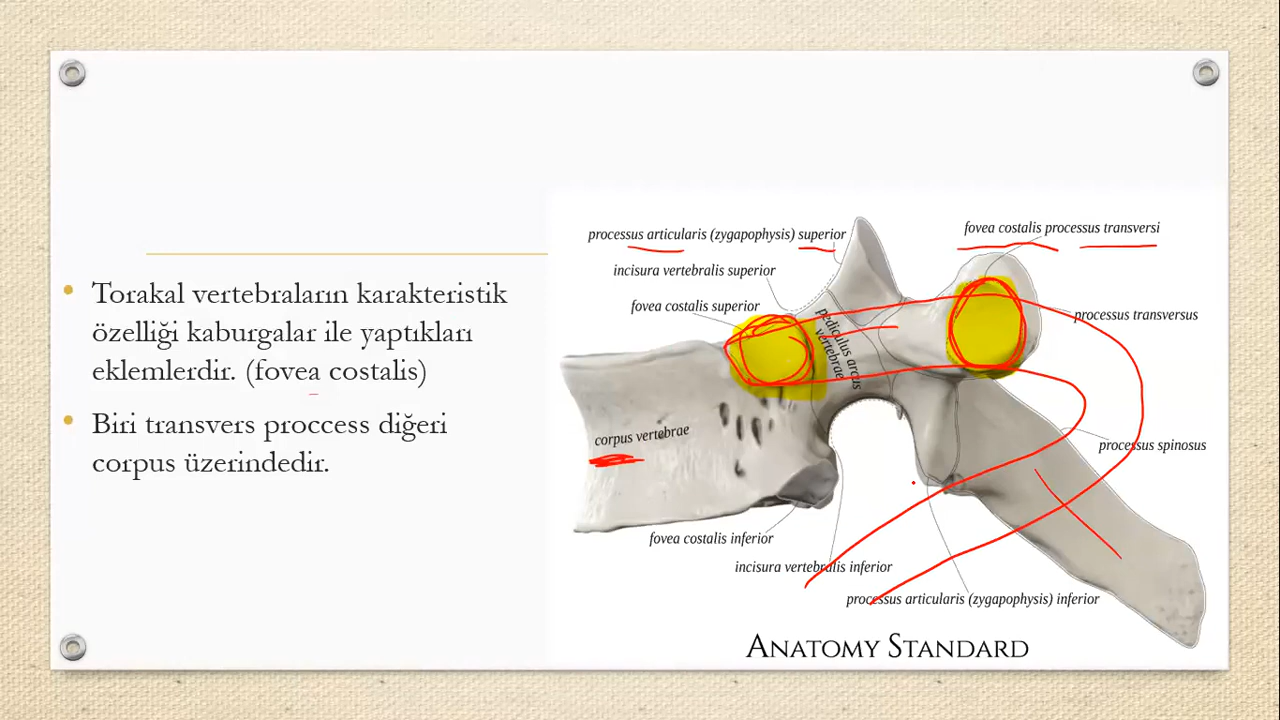 Torakal vertebraların karakteristik
özelliği kaburgalar ile yaptıkları
eklemlerdir. (fovea costalis)
Biri transvers proccess diğeri
corpus üzerindedir.
processus articularis (zygapophysis) superior
fovea costalis processus transversi
incisura vertebralis superior
fovea costalis superior
processus transversus
pediculus arcus
vertebrae
corpus vertebrae
processus spinosus
fovea costalis inferior
incisura vertebralis inferior
processus articularis (zygapophysis) inferior
ANATOMY STANDARD